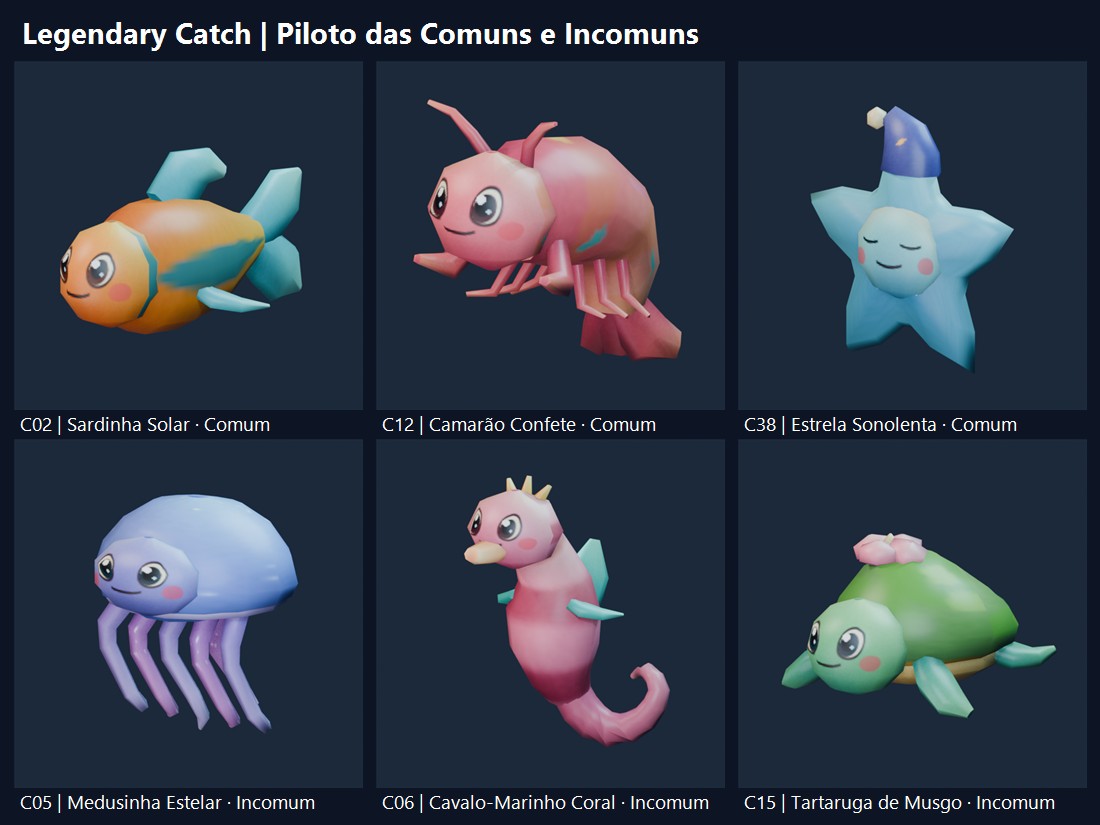 Legendary Catch | Piloto das Comuns e Incomuns
C02 | Sardinha Solar · Comum
C12 | Camarão Confete · Comum
C38 | Estrela Sonolenta · Comum
C05 | Medusinha Estelar · Incomum
C06 | Cavalo-Marinho Coral · Incomum
C15 | Tartaruga de Musgo · Incomum